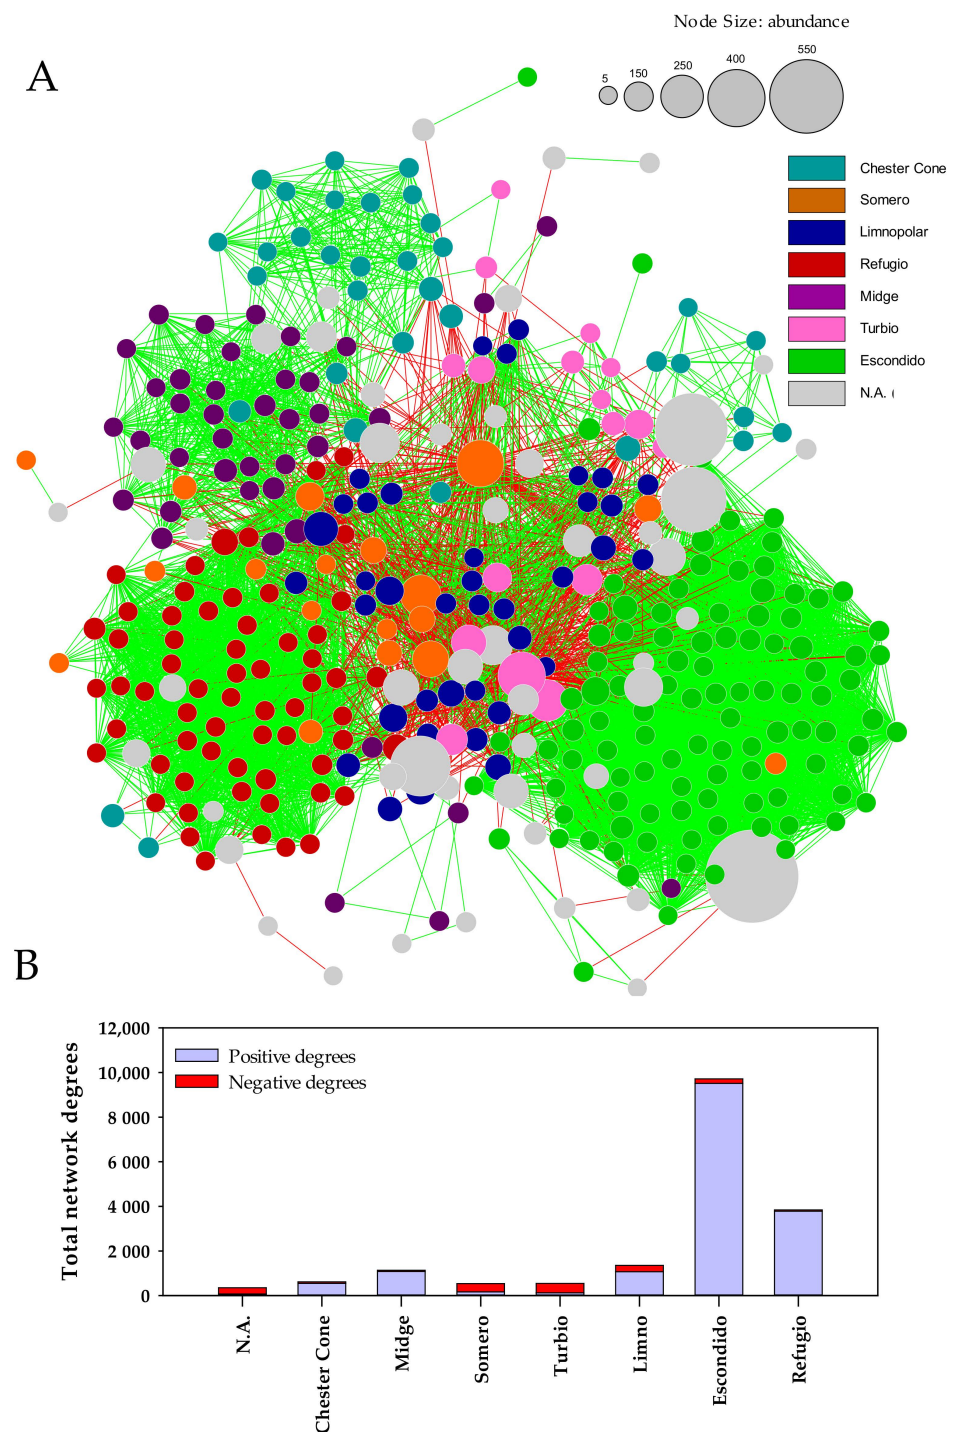 Node Size: abundance
A
5 150 250 400 550
Chester Cone
Somero
Limnopolar
Refugio
Midge
Turbio
Escondido
N.A. (
B
Total network degrees
12,000
10,000
8 000
6 000
4 000
2 000
0
Positive degrees
Negative degrees
N.A.
Chester Cone
Midge
Somero
Turbio
Limno
Escondido
Refugio